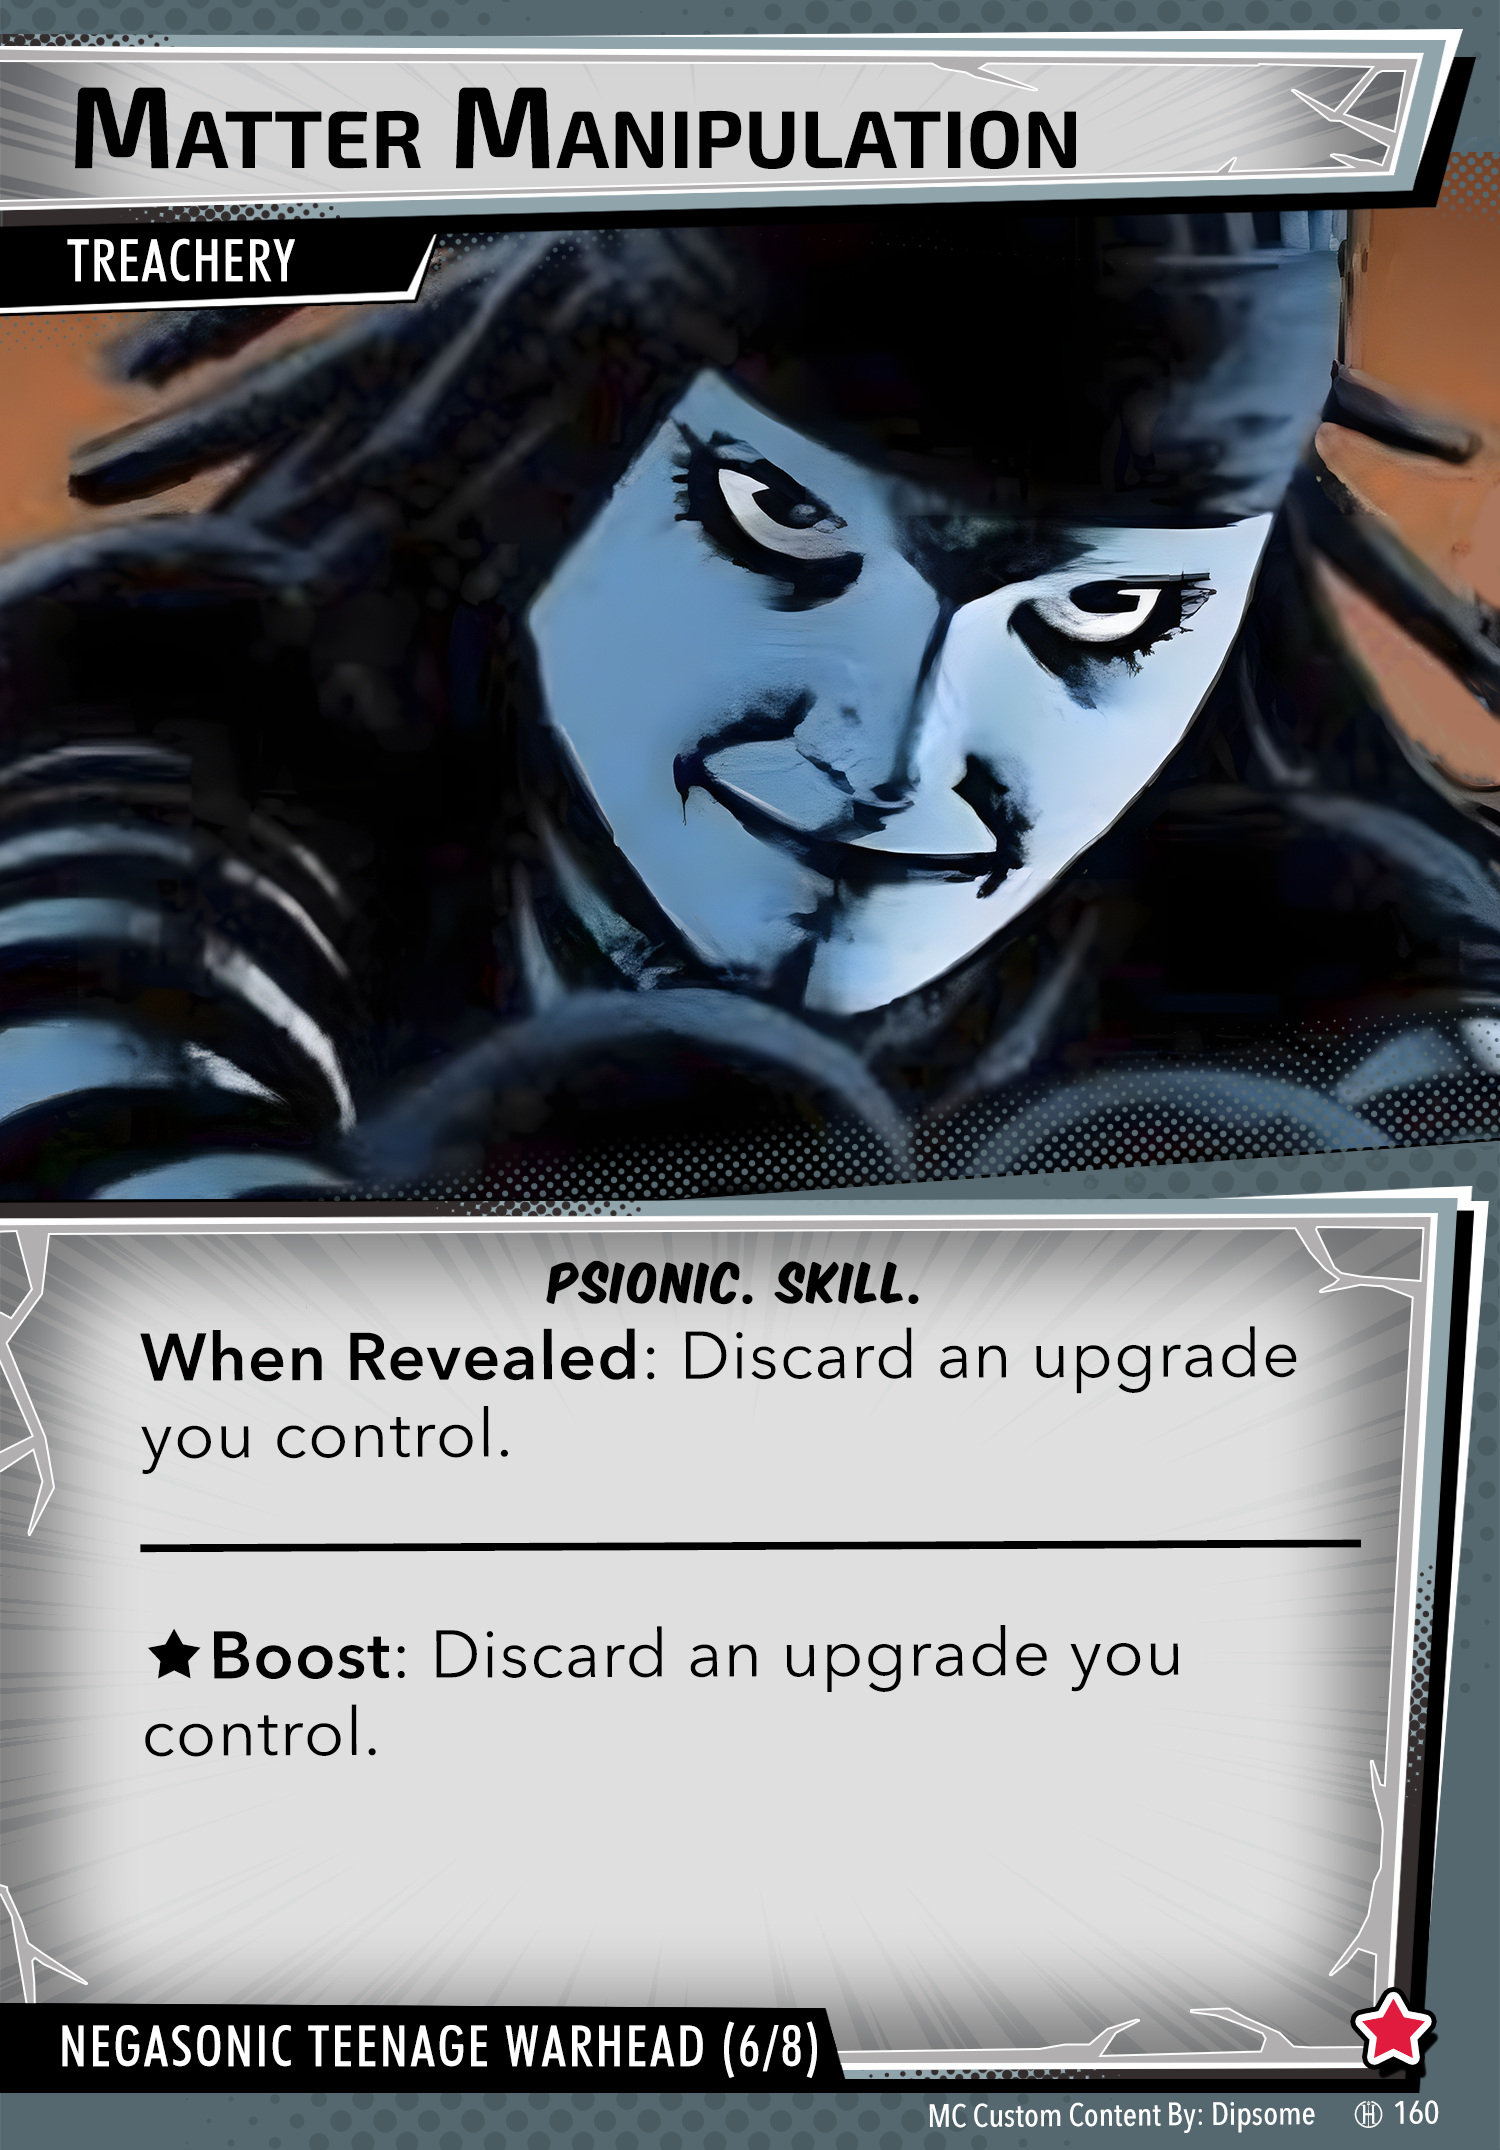 Matter Manipulation
TREACHERY
PSIONIC. SKILL.
When Revealed: Discard an upgrade
you control.
★Boost: Discard an upgrade you
control.
NEGASONIC TEENAGE WARHEAD (6/8)
MC Custom Content By: Dipsome 160